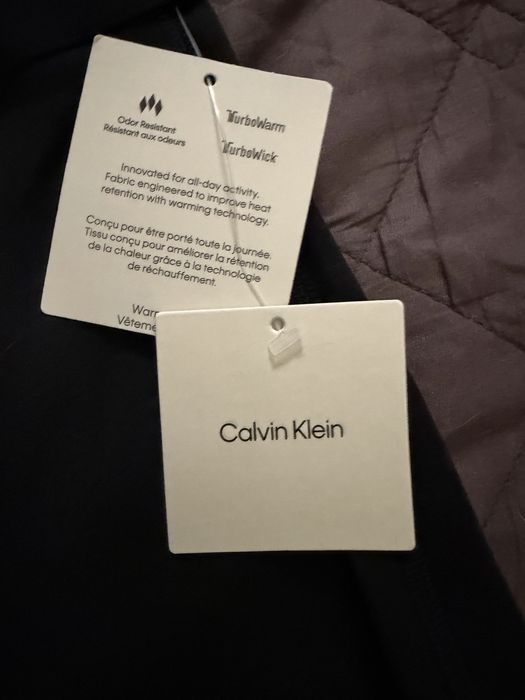 Odor Resistant
Résistant aux odeurs
TurboWarm
TurboWick
Innovated for all-day activity.
Fabric engineered to improve heat
retention with warming technology.
Conçu pour être porté toute la journée.
Tissu conçu pour améliorer la rétention
de la chaleur grâce à la technologie
de réchauffement.
Calvin Klein